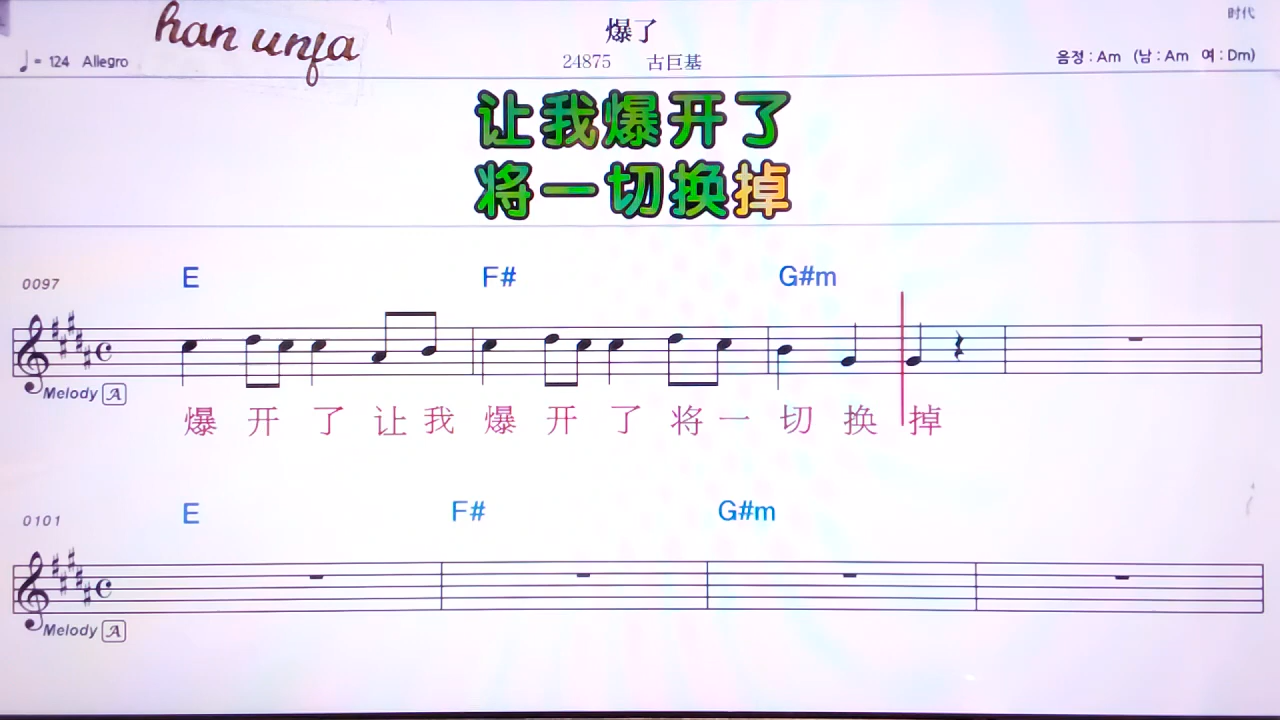 han unfa
爆了
时代
♩= 124 Allegro
24875 古巨基
음정 : Am (남 : Am 여 : Dm)
让我爆开了
将一切换掉
0097
E F# G#m
Melody A
爆 开 了 让 我 爆 开 了 将 一 切 换 掉
0101
E F# G#m
Melody A